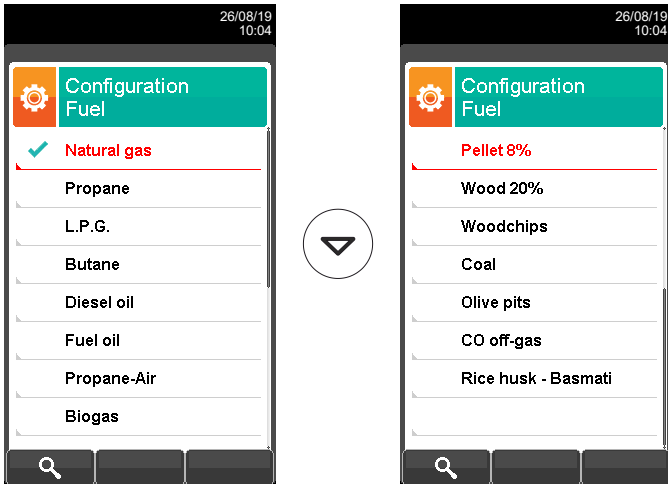 26/08/19
10:04
Configuration
Fuel
Natural gas
Propane
L.P.G.
Butane
Diesel oil
Fuel oil
Propane-Air
Biogas
26/08/19
10:04
Configuration
Fuel
Pellet 8%
Wood 20%
Woodchips
Coal
Olive pits
CO off-gas
Rice husk - Basmati